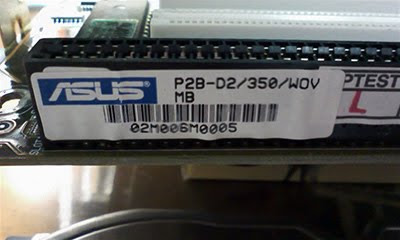 ASUS
P2B-D2/350/WOV
MB
02M006M0005
PTEST
L